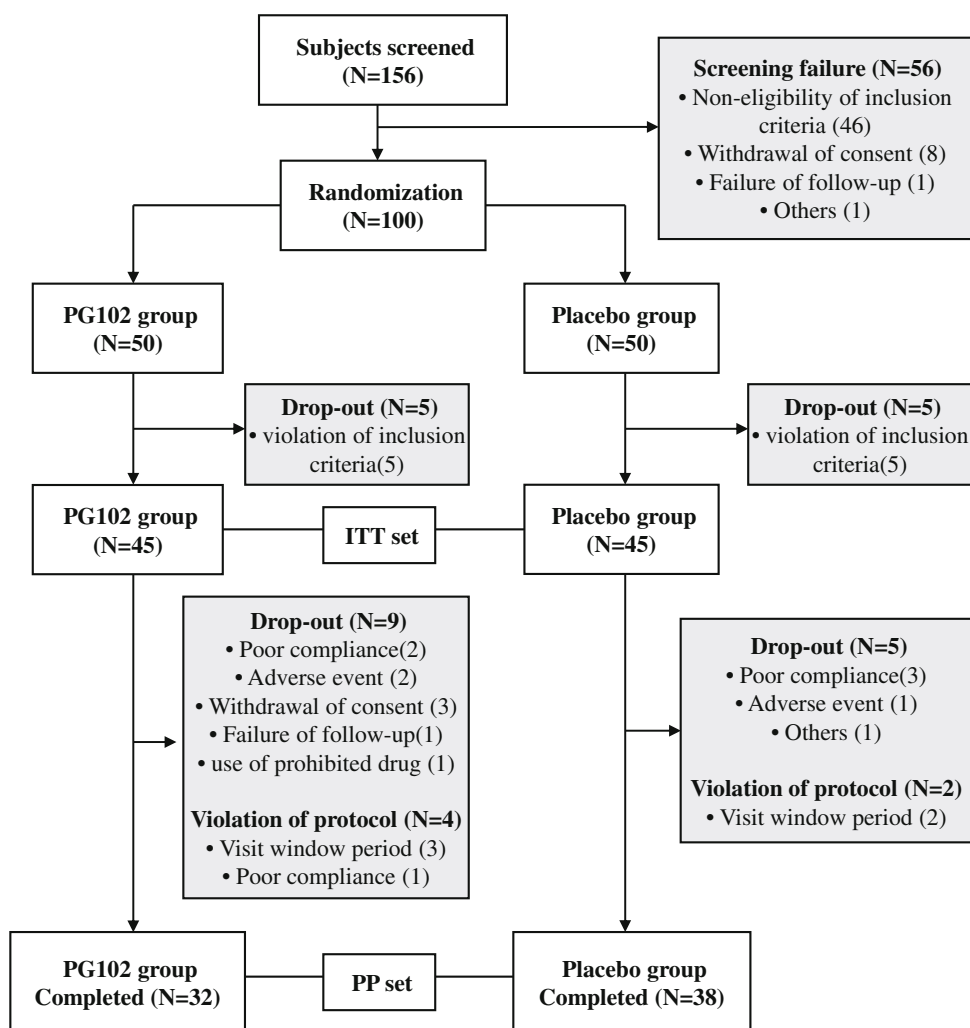 Subjects screened
(N=156)
Screening failure (N=56)
• Non-eligibility of inclusion
criteria (46)
• Withdrawal of consent (8)
• Failure of follow-up (1)
• Others (1)
Randomization
(N=100)
PG102 group
(N=50)
Placebo group
(N=50)
Drop-out (N=5)
• violation of inclusion
criteria(5)
Drop-out (N=5)
• violation of inclusion
criteria(5)
PG102 group
(N=45)
ITT set
Placebo group
(N=45)
Drop-out (N=9)
• Poor compliance(2)
• Adverse event (2)
• Withdrawal of consent (3)
• Failure of follow-up(1)
• use of prohibited drug (1)
Violation of protocol (N=4)
• Visit window period (3)
• Poor compliance (1)
Drop-out (N=5)
• Poor compliance(3)
• Adverse event (1)
• Others (1)
Violation of protocol (N=2)
• Visit window period (2)
PG102 group
Completed (N=32)
PP set
Placebo group
Completed (N=38)